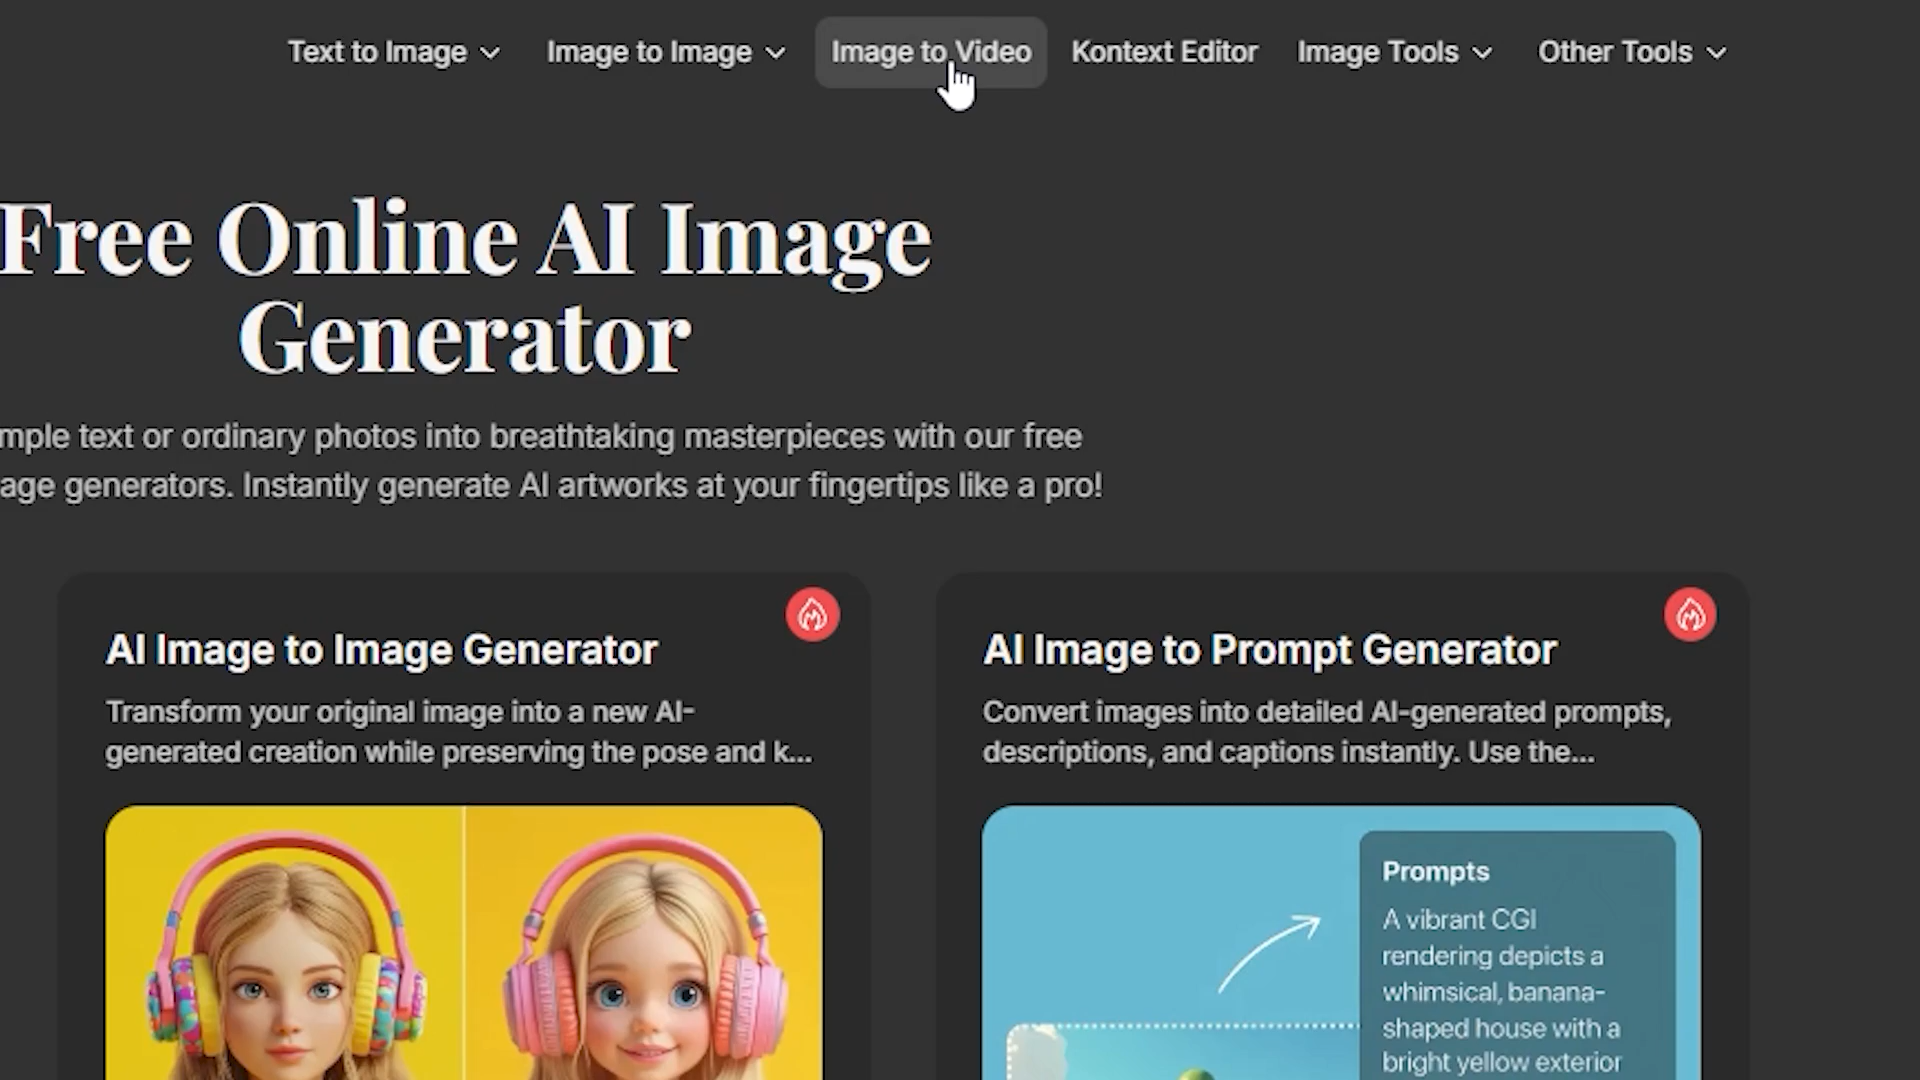 Text to Image
Image to Image
Image to Video
Kontext Editor
Image Tools
Other Tools
Free Online AI Image
Generator
text or ordinary photos into breathtaking masterpieces with our free
generators. Instantly generate AI artworks at your fingertips like a pro!
AI Image to Image Generator
Transform your original image into a new AI-
generated creation while preserving the pose and k...
AI Image to Prompt Generator
Convert images into detailed AI-generated prompts,
descriptions, and captions instantly. Use the...
Prompts
A vibrant CGI
rendering depicts a
whimsical, banana-
shaped house with a
bright yellow exterior